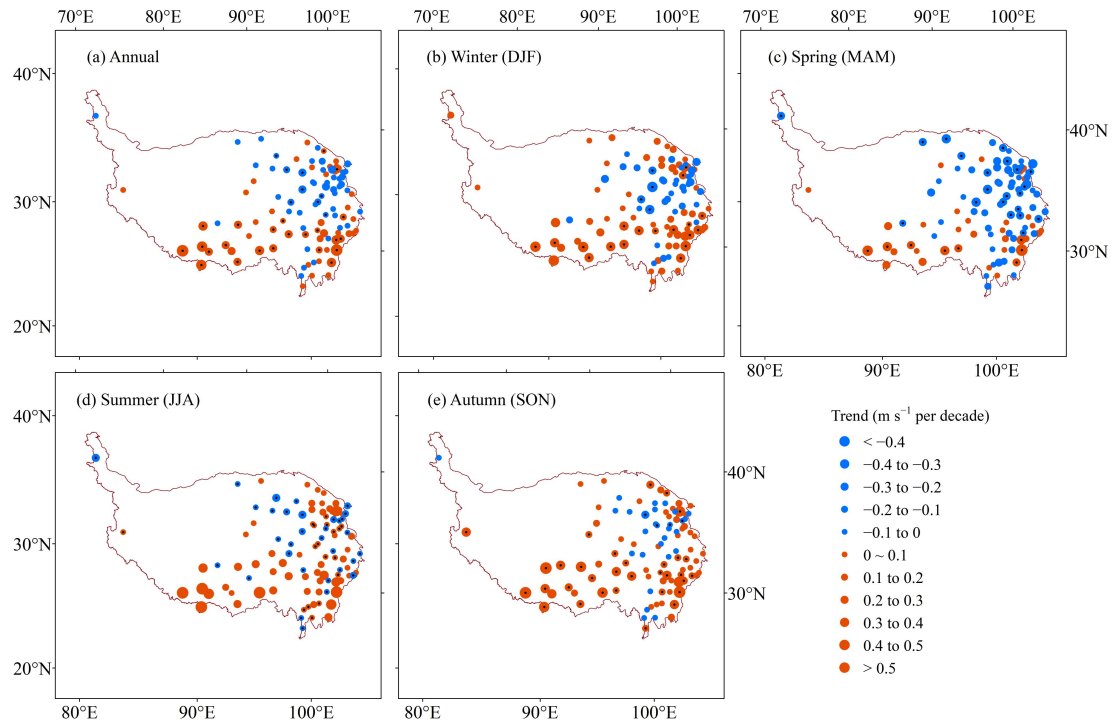 70°E 80°E 90°E 100°E 70°E 80°E 90°E 100°E 70°E 80°E 90°E 100°E
(a) Annual (b) Winter (DJF) (c) Spring (MAM)
40°N 40°N
30°N 30°N
20°N
80°E 90°E 100°E
(d) Summer (JJA) (e) Autumn (SON)
40°N 40°N
30°N 30°N
20°N
80°E 90°E 100°E 80°E 90°E 100°E
Trend (m s⁻¹ per decade)
< −0.4
−0.4 to −0.3
−0.3 to −0.2
−0.2 to −0.1
−0.1 to 0
0 ~ 0.1
0.1 to 0.2
0.2 to 0.3
0.3 to 0.4
0.4 to 0.5
> 0.5